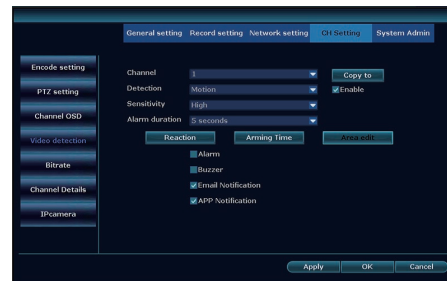 General setting Record setting Network setting CH Setting System Admin
Encode setting
PTZ setting
Channel OSD
Video detection
Bitrate
Channel Details
IPcamera
Channel 1 Copy to
Detection Motion Enable
Sensitivity High
Alarm duration 5 seconds
Reaction Arming Time Area edit
Alarm
Buzzer
Email Notification
APP Notification
Apply OK Cancel